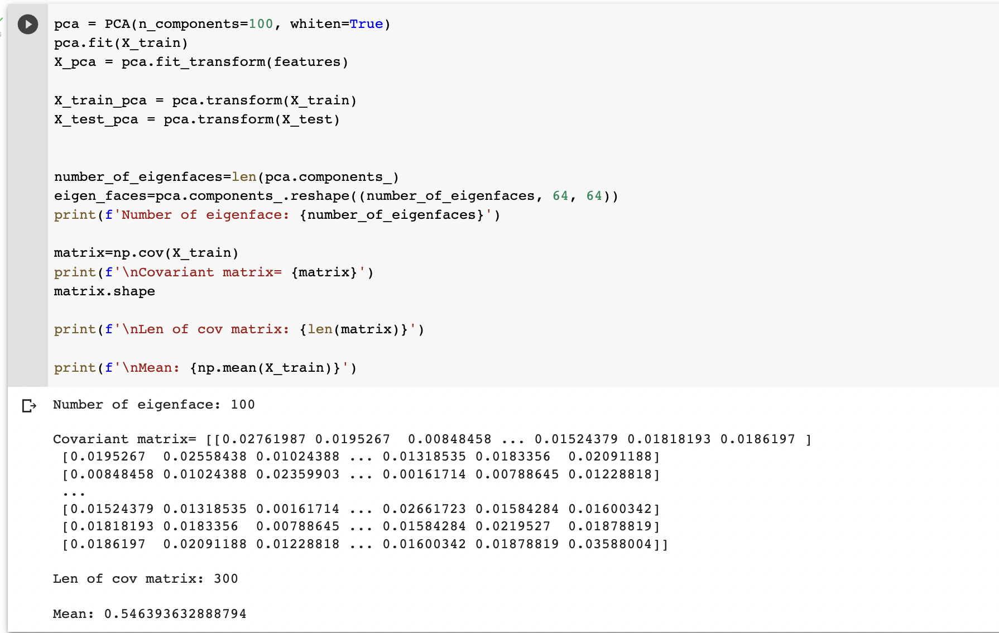 pca = PCA(n_components=100, whiten=True)
pca.fit(X_train)
X_pca = pca.fit_transform(features)
X_train_pca = pca.transform(X_train)
X_test_pca = pca.transform(X_test)
number_of_eigenfaces=len(pca.components_)
eigen_faces=pca.components_.reshape((number_of_eigenfaces, 64, 64))
print(f'Number of eigenface: {number_of_eigenfaces}')
matrix=np.cov(X_train)
print(f'\nCovariant matrix= {matrix}')
matrix.shape
print(f'\nLen of cov matrix: {len(matrix)}')
print(f'\nMean: {np.mean(X_train)}')
Number of eigenface: 100
Covariant matrix= [[0.02761987 0.0195267  0.00848458 ... 0.01524379 0.01818193 0.0186197 ]
 [0.0195267  0.02558438 0.01024388 ... 0.01318535 0.0183356  0.02091188]
 [0.00848458 0.01024388 0.02359903 ... 0.00161714 0.00788645 0.01228818]
 ...
 [0.01524379 0.01318535 0.00161714 ... 0.02661723 0.01584284 0.01600342]
 [0.01818193 0.0183356  0.00788645 ... 0.01584284 0.0219527  0.01878819]
 [0.0186197  0.02091188 0.01228818 ... 0.01600342 0.01878819 0.03588004]]
Len of cov matrix: 300
Mean: 0.546393632888794